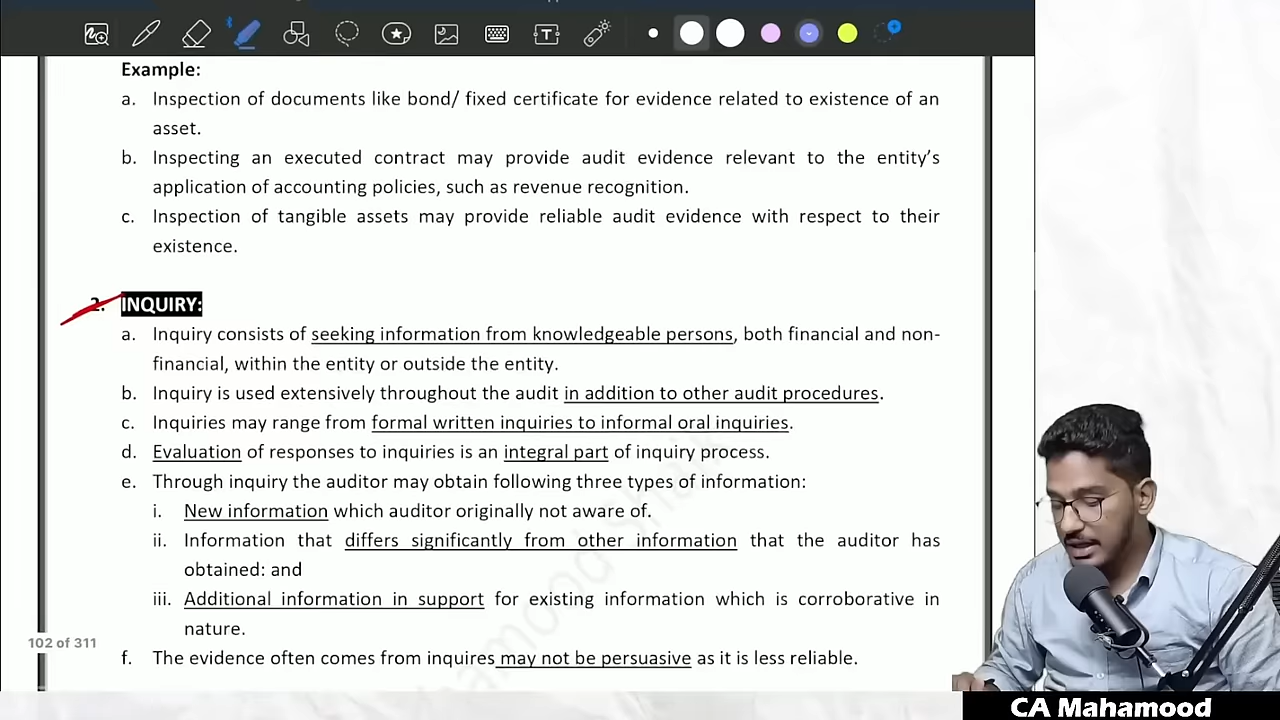 Example:
a. Inspection of documents like bond/ fixed certificate for evidence related to existence of an
asset.
b. Inspecting an executed contract may provide audit evidence relevant to the entity's
application of accounting policies, such as revenue recognition.
c. Inspection of tangible assets may provide reliable audit evidence with respect to their
existence.
2. INQUIRY:
a. Inquiry consists of seeking information from knowledgeable persons, both financial and non-
financial, within the entity or outside the entity.
b. Inquiry is used extensively throughout the audit in addition to other audit procedures.
c. Inquiries may range from formal written inquiries to informal oral inquiries.
d. Evaluation of responses to inquiries is an integral part of inquiry process.
e. Through inquiry the auditor may obtain following three types of information:
i. New information which auditor originally not aware of.
ii. Information that differs significantly from other information that the auditor has
obtained: and
iii. Additional information in support for existing information which is corroborative in
nature.
102 of 311
f. The evidence often comes from inquires may not be persuasive as it is less reliable.
CA Mahamood